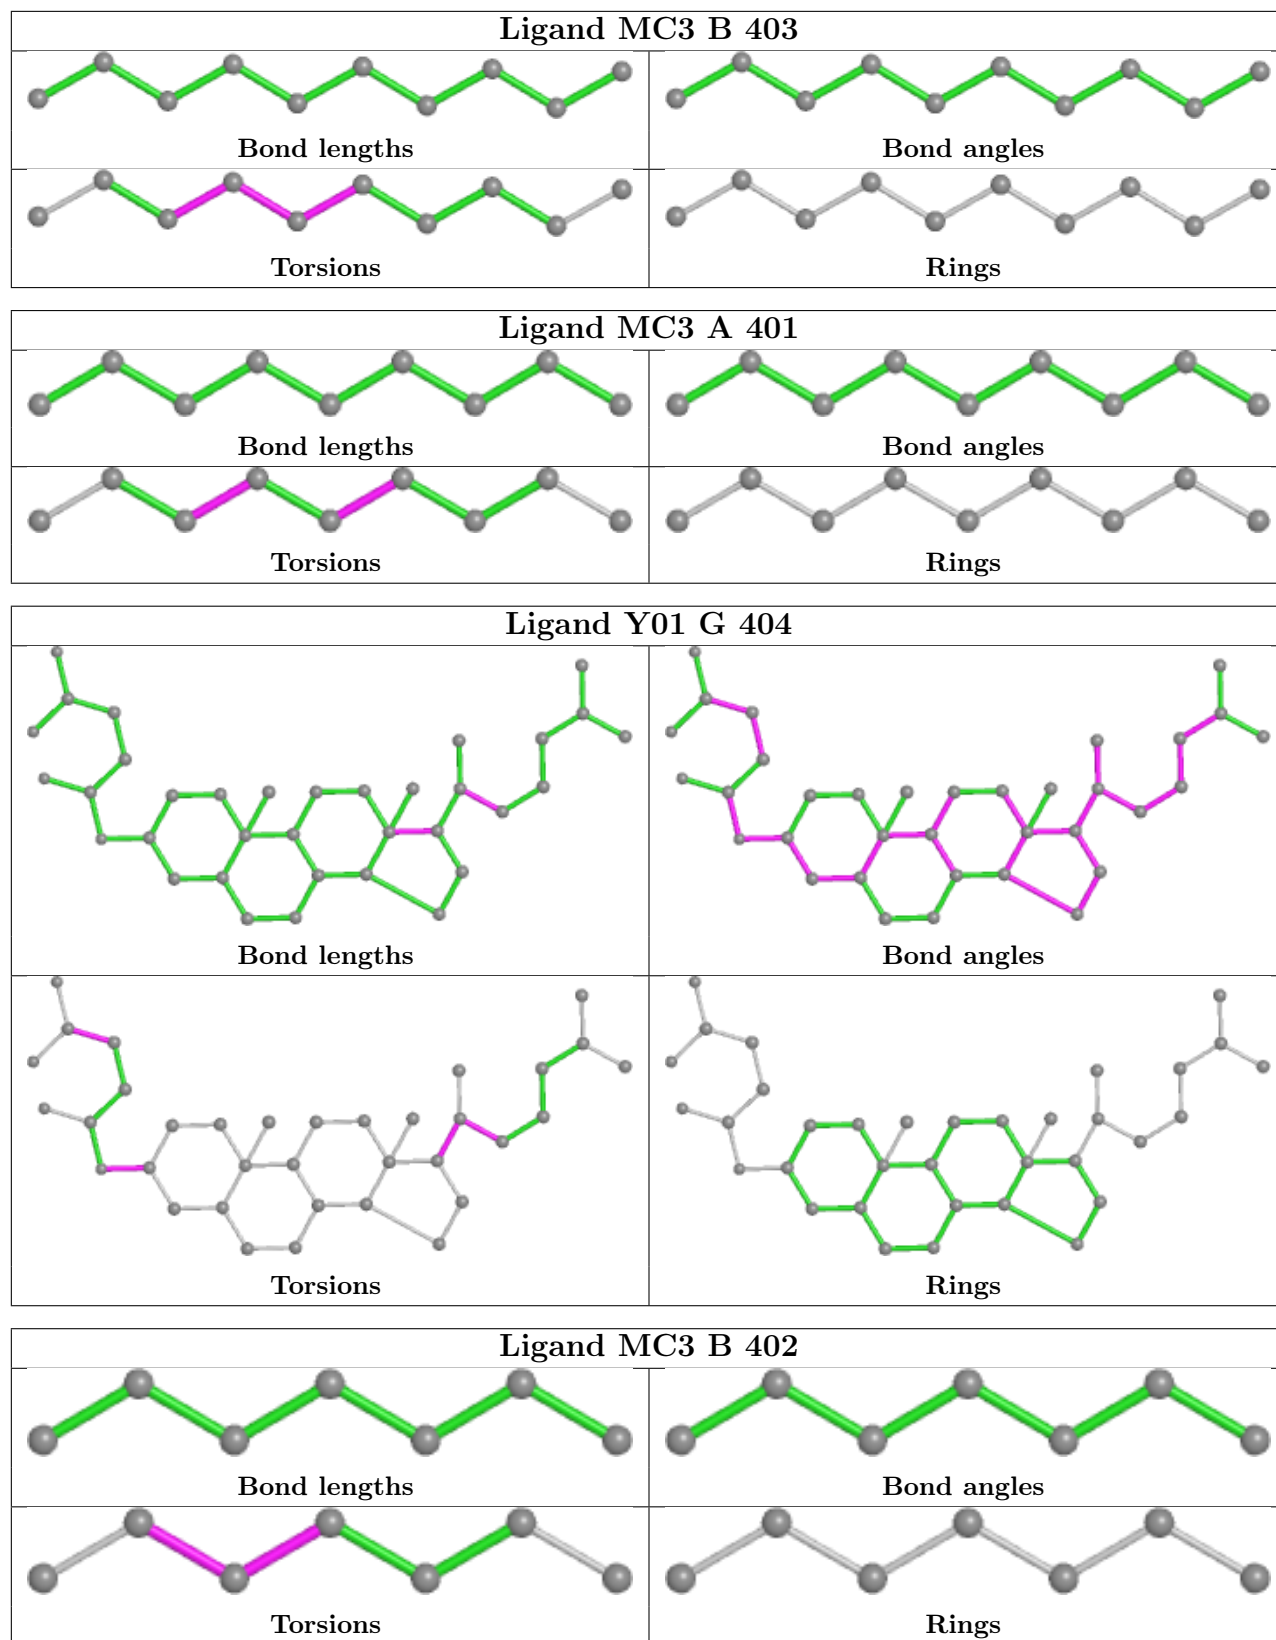 Ligand MC3 B 403
Bond lengths
Bond angles
Torsions
Rings
Ligand MC3 A 401
Bond lengths
Bond angles
Torsions
Rings
Ligand Y01 G 404
Bond lengths
Bond angles
Torsions
Rings
Ligand MC3 B 402
Bond lengths
Bond angles
Torsions
Rings